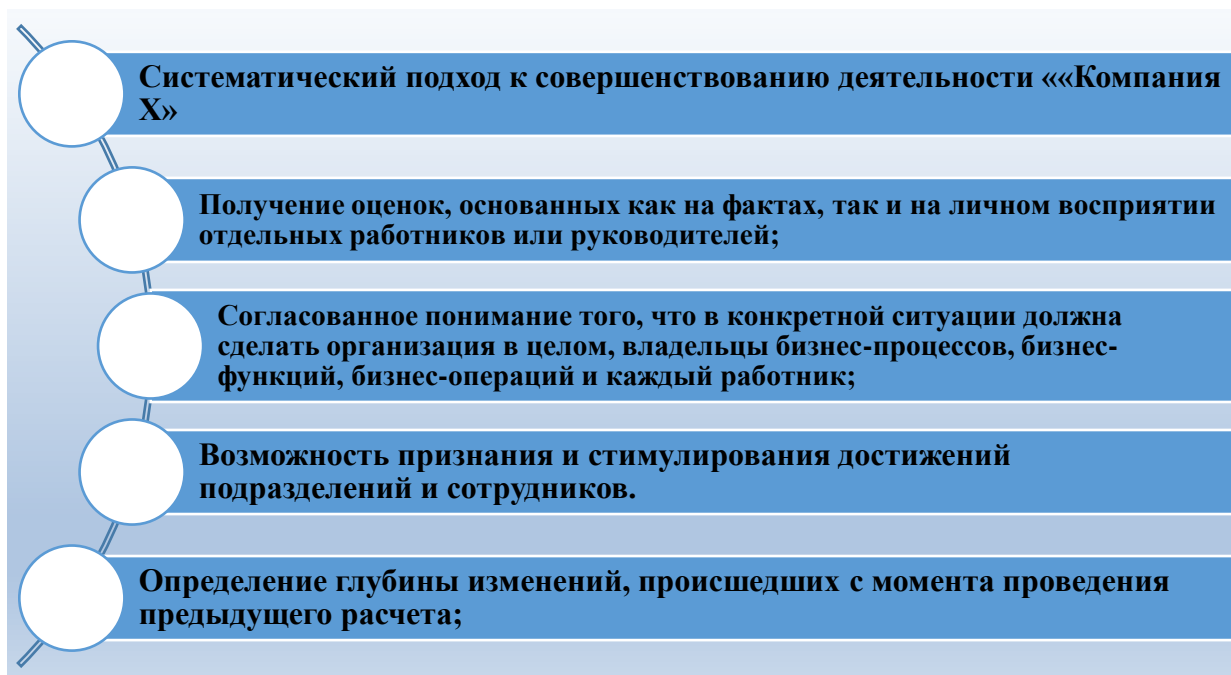 Систематический подход к совершенствованию деятельности ««Компания
Х»
Получение оценок, основанных как на фактах, так и на личном восприятии
отдельных работников или руководителей;
Согласованное понимание того, что в конкретной ситуации должна
сделать организация в целом, владельцы бизнес-процессов, бизнес-
функций, бизнес-операций и каждый работник;
Возможность признания и стимулирования достижений
подразделений и сотрудников.
Определение глубины изменений, происшедших с момента проведения
предыдущего расчета;